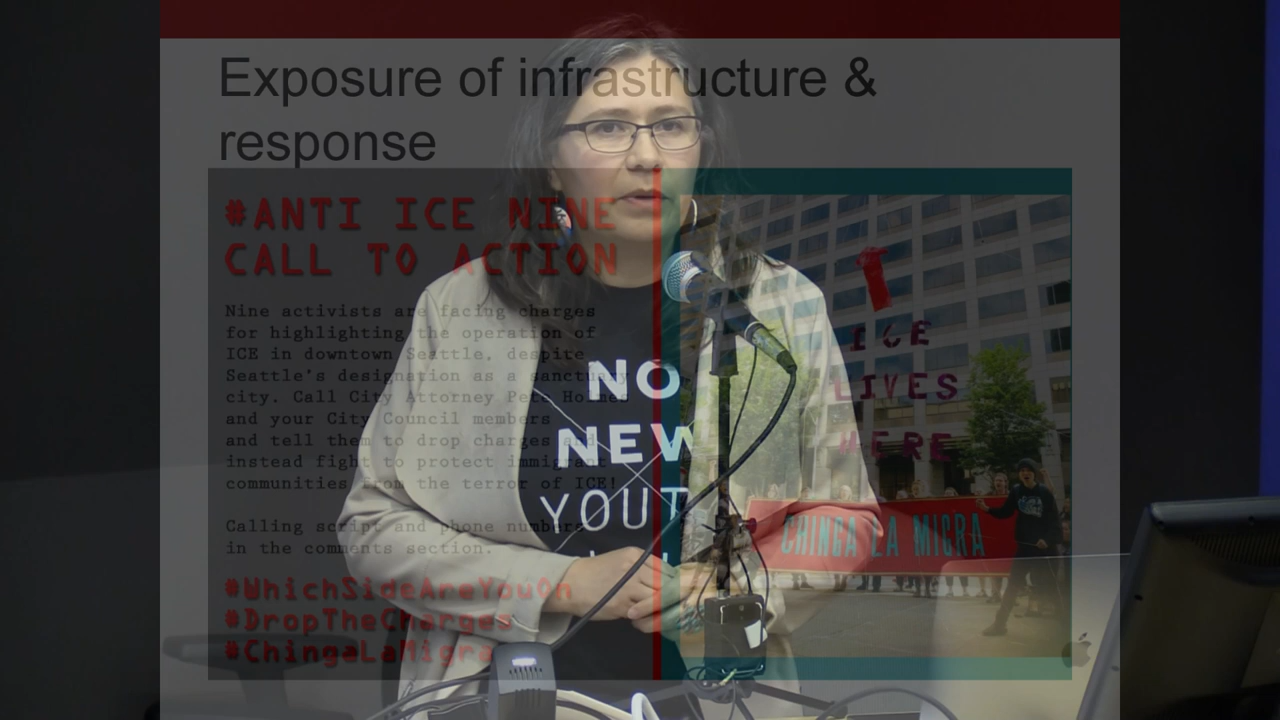 Exposure of infrastructure &
response
#ANTI ICE NINE
CALL TO ACTION
Nine activists are facing charges
for highlighting the operation of
ICE in downtown Seattle, despite
Seattle's designation as a sanctuary
city. Call City Attorney Pete Holmes
and your City Council members
and tell them to drop charges and
instead fight to protect immigrant
communities from the terror of ICE!
Calling script and phone numbers
in the comments section.
#WhichSideAreYouOn
#DropTheCharges
#ChingaLaMigra
NO
NEW
YOUT
ICE
LIVES
HERE
CHINGA LA MIGRA